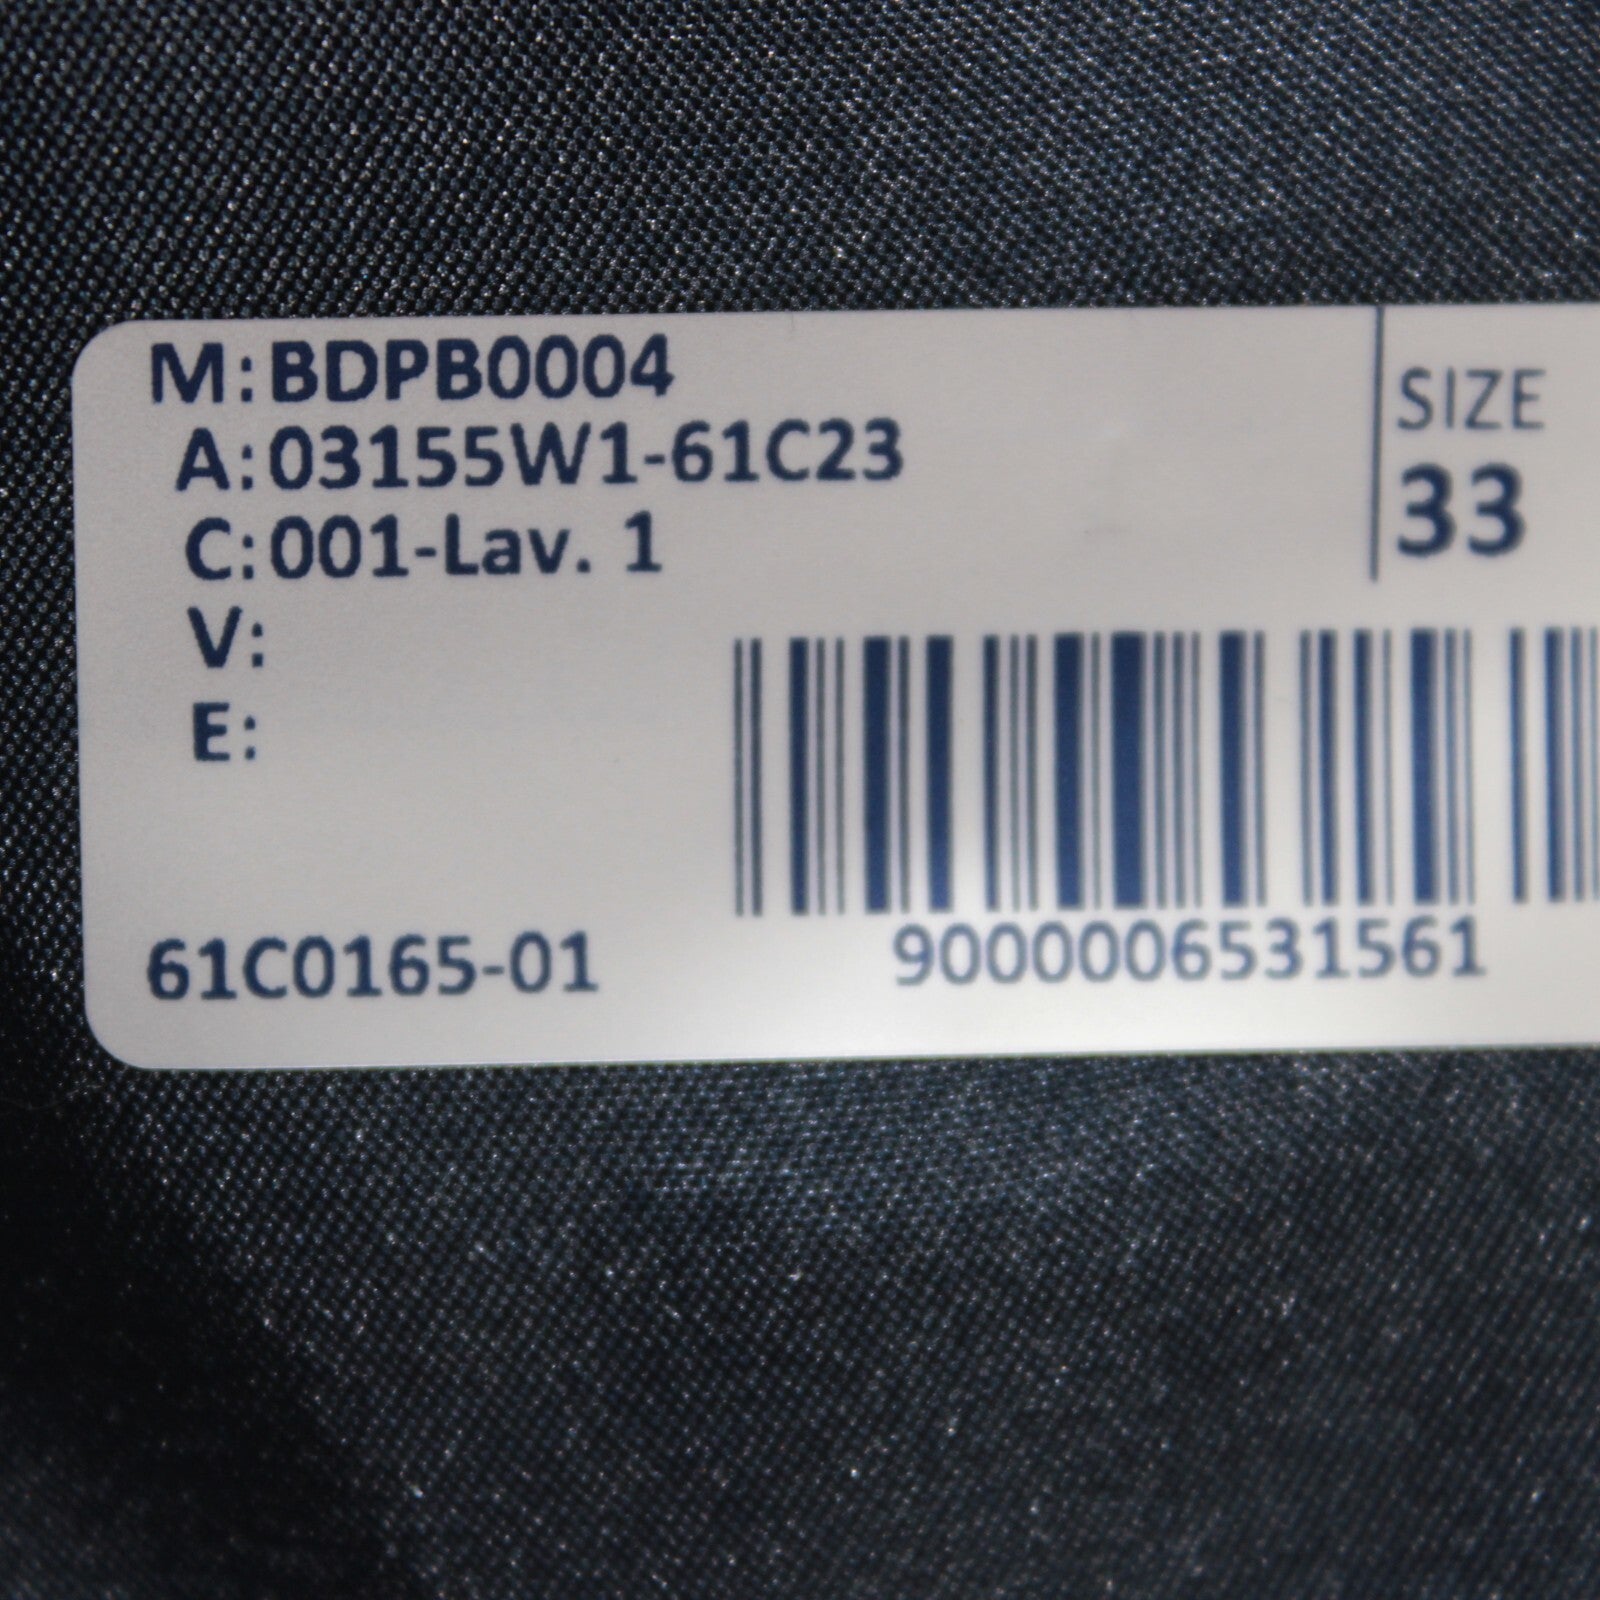 M: BDPB0004
A: 03155W1-61C23
C: 001-Lav. 1
V:
E:
SIZE
33
61C0165-01
9000006531561